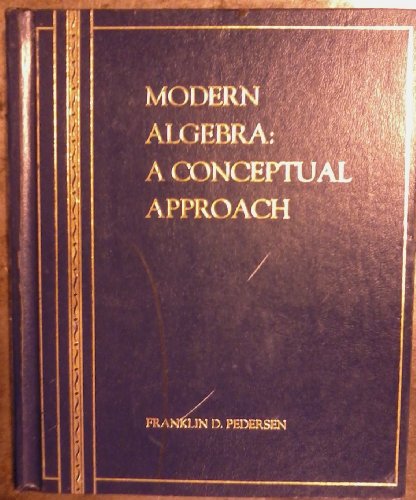 MODERN
ALGEBRA:
A CONCEPTUAL
APPROACH
FRANKLIN D. PEDERSEN